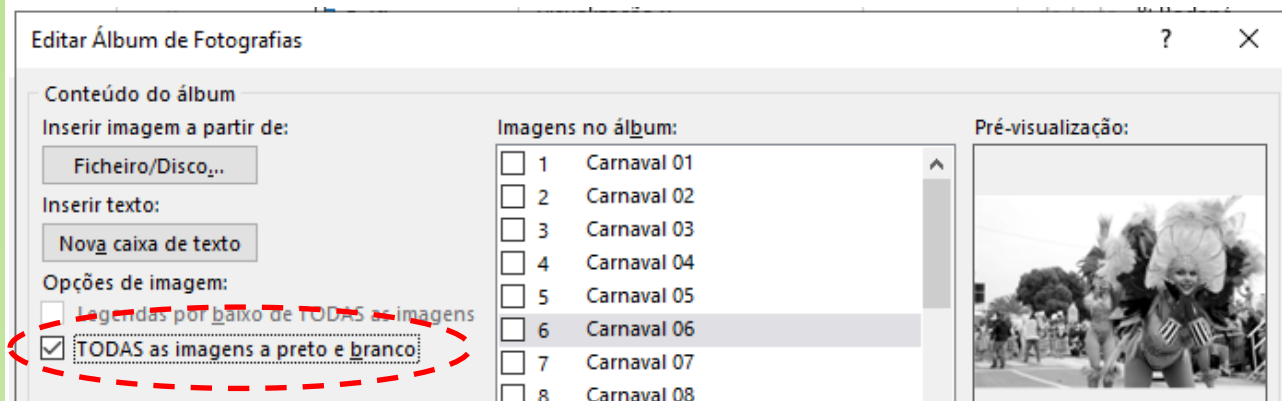 Editar Álbum de Fotografias
?
Conteúdo do álbum
Inserir imagem a partir de:
Ficheiro/Disco...
Inserir texto:
Nova caixa de texto
Opções de imagem:
Legendas por baixo de TODAS as imagens
TODAS as imagens a preto e branco
Imagens no álbum:
1 Carnaval 01
2 Carnaval 02
3 Carnaval 03
4 Carnaval 04
5 Carnaval 05
6 Carnaval 06
7 Carnaval 07
8 Carnaval 08
Pré-visualização: